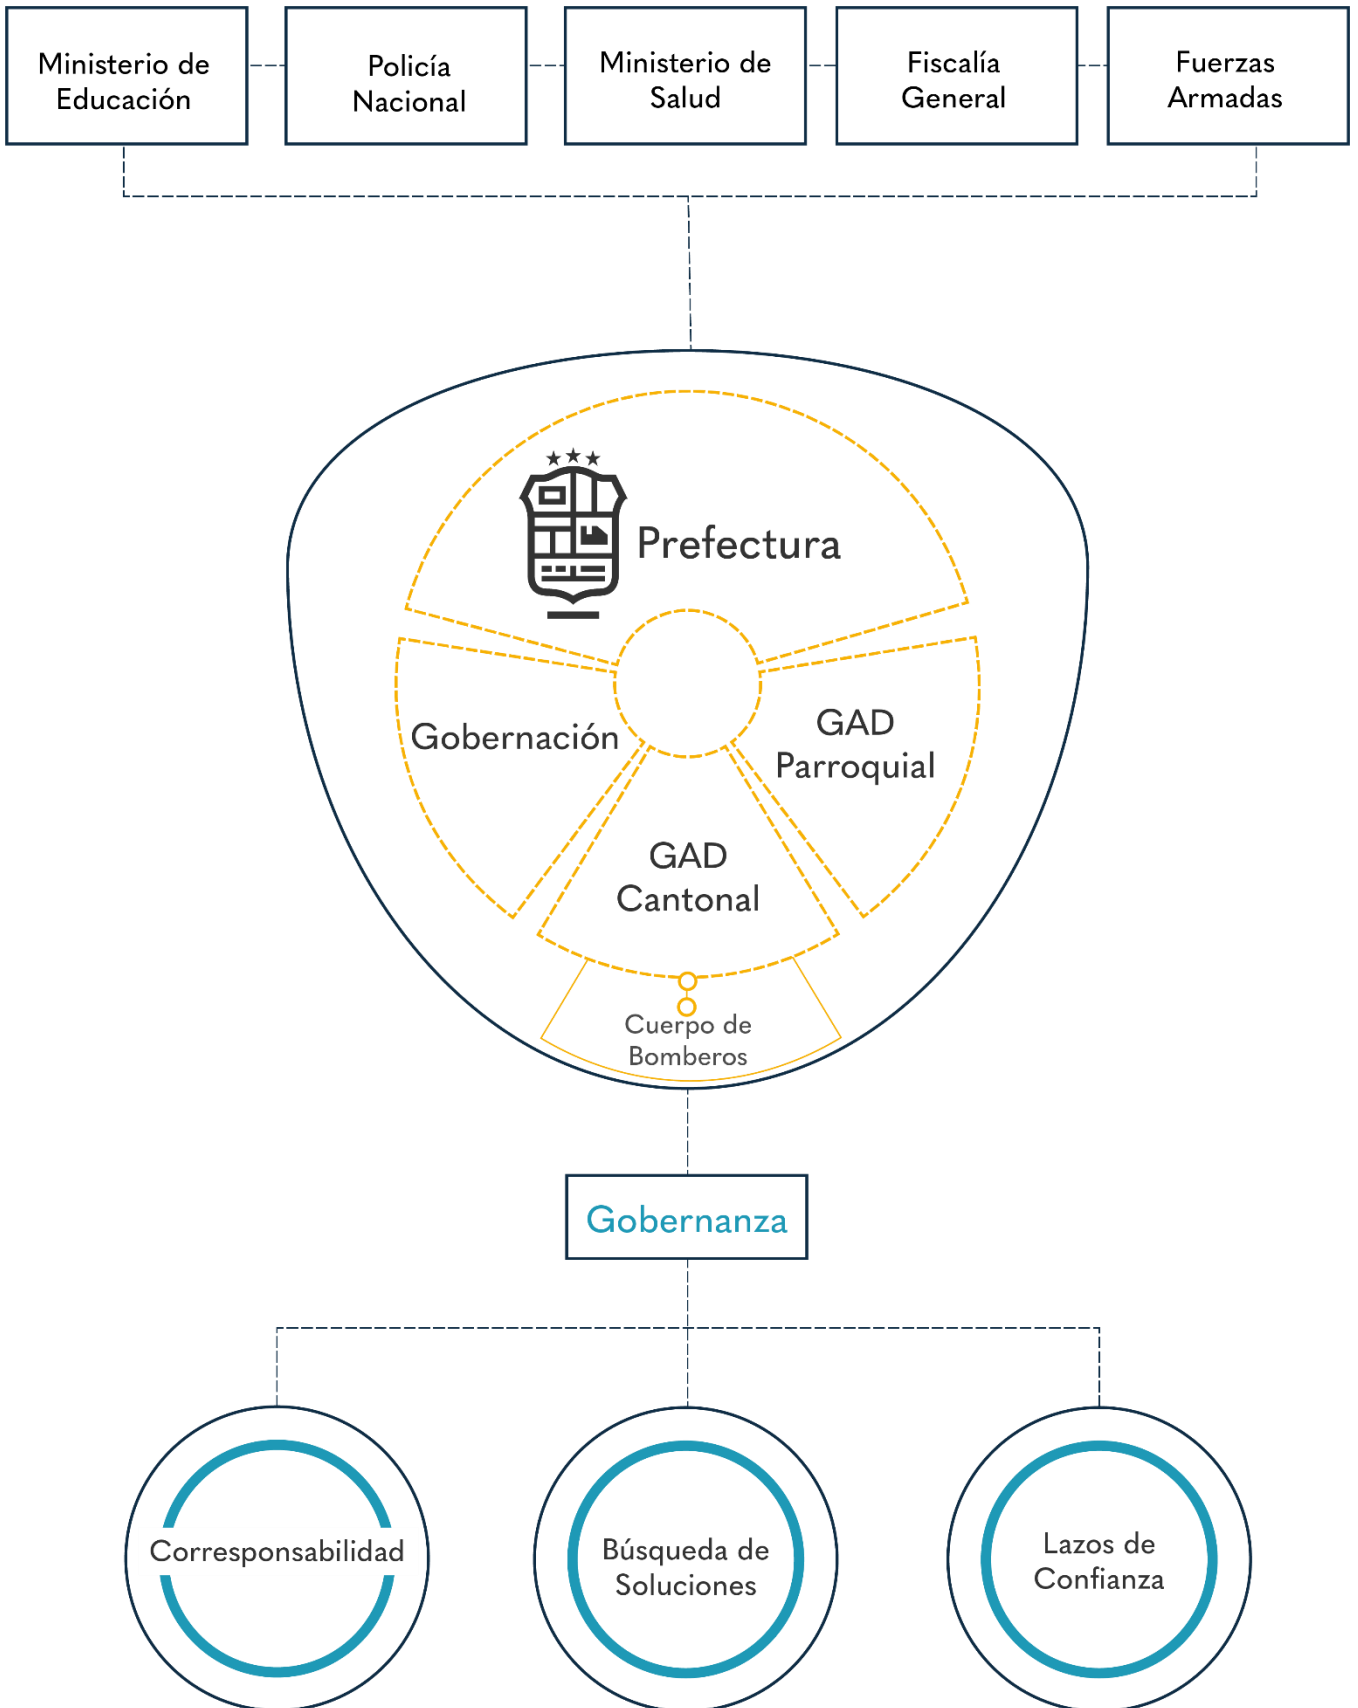 Ministerio de
Educación
Policía
Nacional
Ministerio de
Salud
Fiscalía
General
Fuerzas
Armadas
Prefectura
Gobernación
GAD
Parroquial
GAD
Cantonal
Cuerpo de
Bomberos
Gobernanza
Corresponsabilidad
Búsqueda de
Soluciones
Lazos de
Confianza